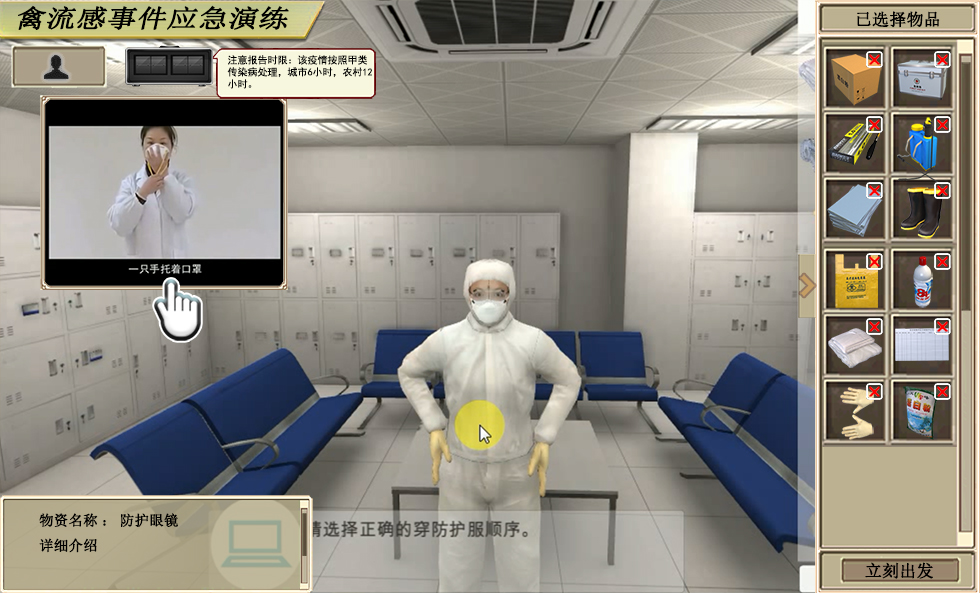 禽流感事件应急演练
已选择物品
注意报告时限：该疫情按照甲类
传染病处理，城市6小时，农村12
小时。
一只手托着口罩
物资名称： 防护眼镜
详细介绍
请选择正确的穿防护服顺序。
立刻出发